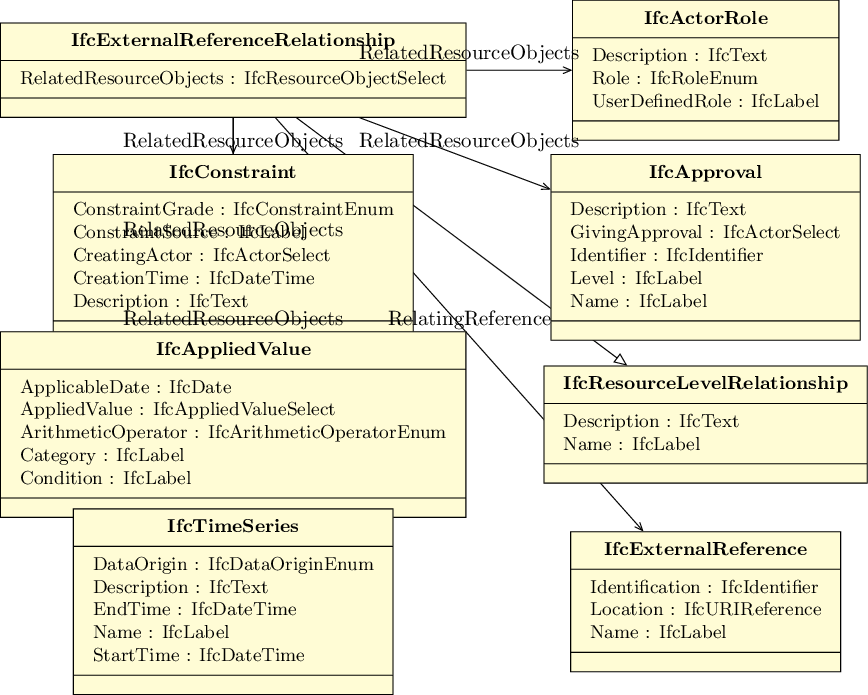 IfcExternalReferenceRelationship
RelatedResourceObjects : IfcResourceObjectSelect
RelatedResourceObjects
IfcActorRole
Description : IfcText
Role : IfcRoleEnum
UserDefinedRole : IfcLabel
RelatedResourceObjects
RelatedResourceObjects
IfcConstraint
ConstraintGrade : IfcConstraintEnum
ConstraintSource : IfcLabel
RelatedResourceObjects
CreatingActor : IfcActorSelect
CreationTime : IfcDateTime
Description : IfcText
IfcApproval
Description : IfcText
GivingApproval : IfcActorSelect
Identifier : IfcIdentifier
Level : IfcLabel
Name : IfcLabel
RelatedResourceObjects
RelatingReference
IfcAppliedValue
ApplicableDate : IfcDate
AppliedValue : IfcAppliedValueSelect
ArithmeticOperator : IfcArithmeticOperatorEnum
Category : IfcLabel
Condition : IfcLabel
IfcResourceLevelRelationship
Description : IfcText
Name : IfcLabel
IfcTimeSeries
DataOrigin : IfcDataOriginEnum
Description : IfcText
EndTime : IfcDateTime
Name : IfcLabel
StartTime : IfcDateTime
IfcExternalReference
Identification : IfcIdentifier
Location : IfcURIReference
Name : IfcLabel